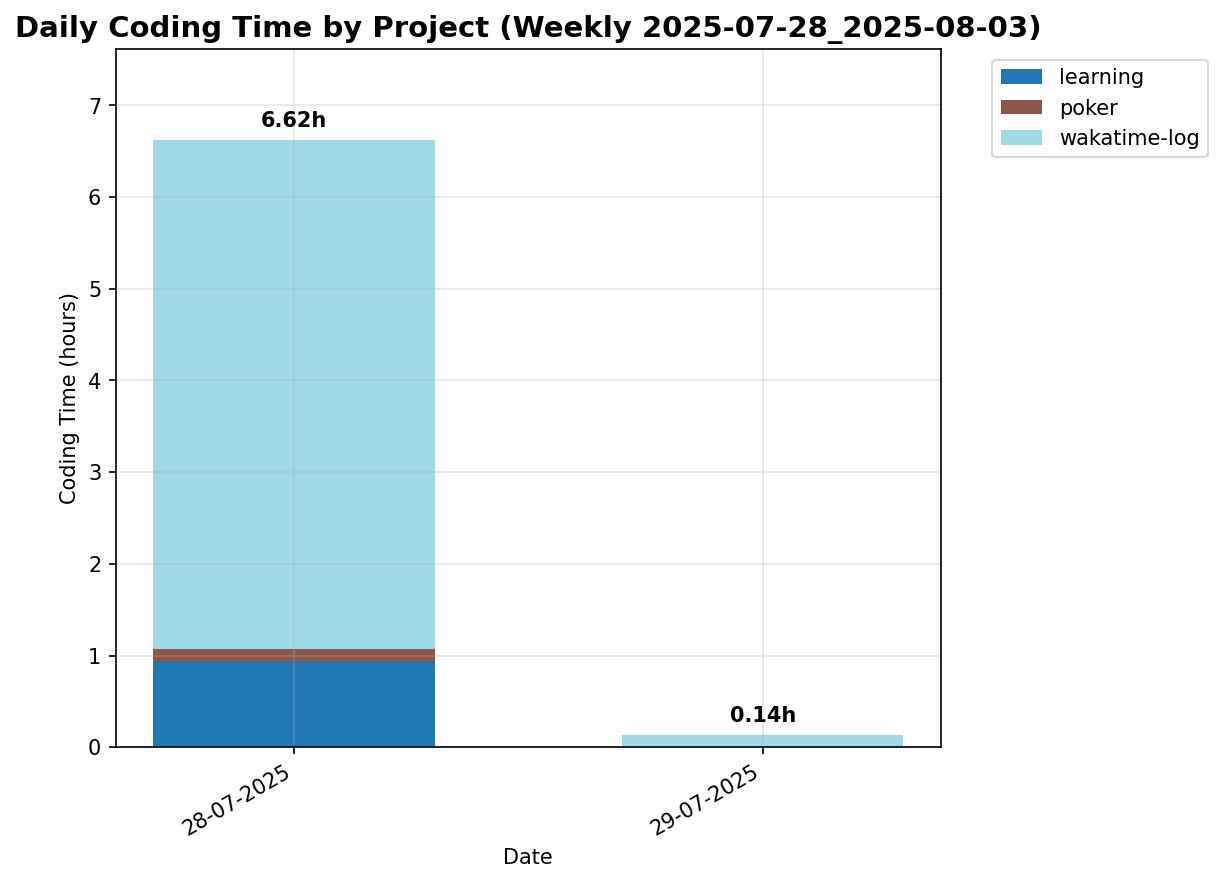 Daily Coding Time by Project (Weekly 2025-07-28_2025-08-03)
learning
poker
wakatime-log
Coding Time (hours)
7
6
5
4
3
2
1
0
6.62h
0.14h
28-07-2025
29-07-2025
Date